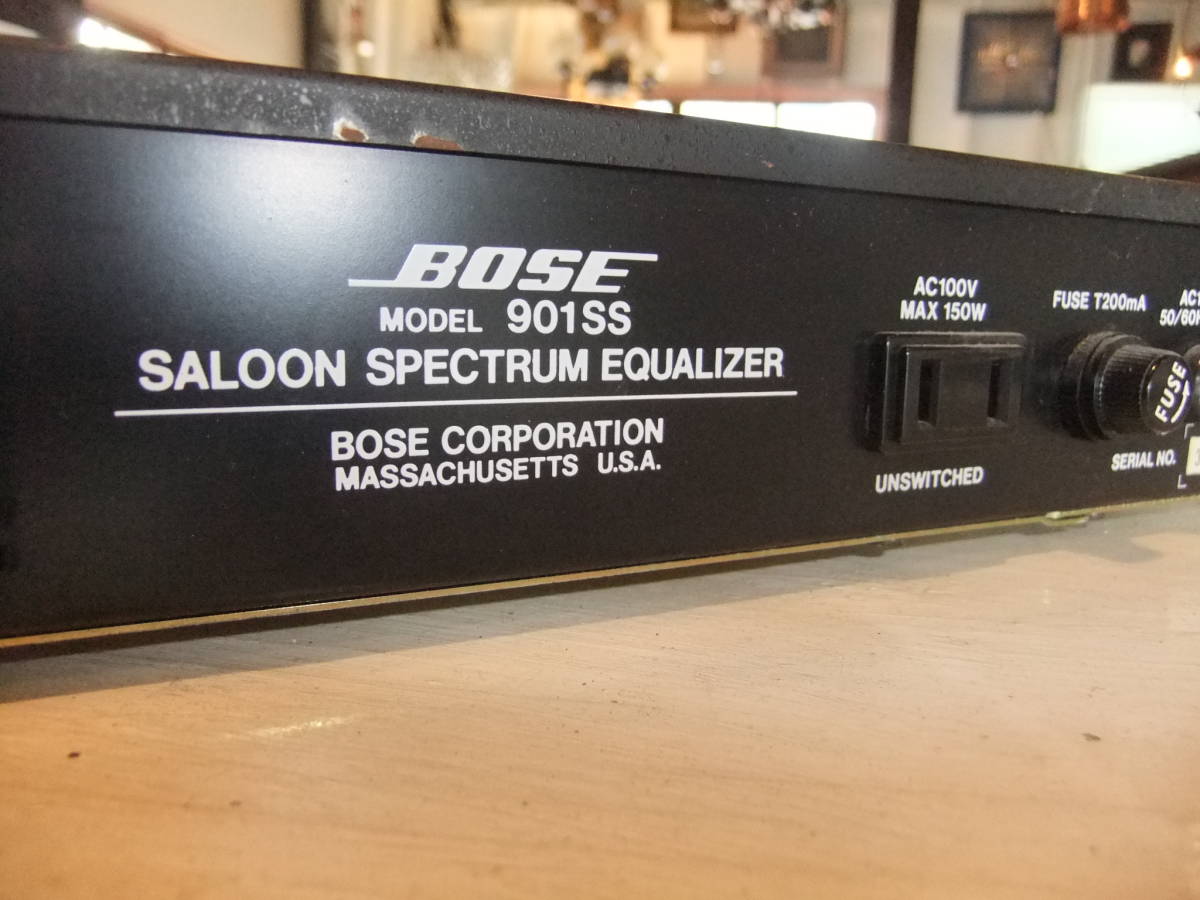 BOSE
MODEL 901SS
SALOON SPECTRUM EQUALIZER
BOSE CORPORATION
MASSACHUSETTS U.S.A.
AC100V
MAX 150W
UNSWITCHED
FUSE T200mA
FUSE
SERIAL NO.